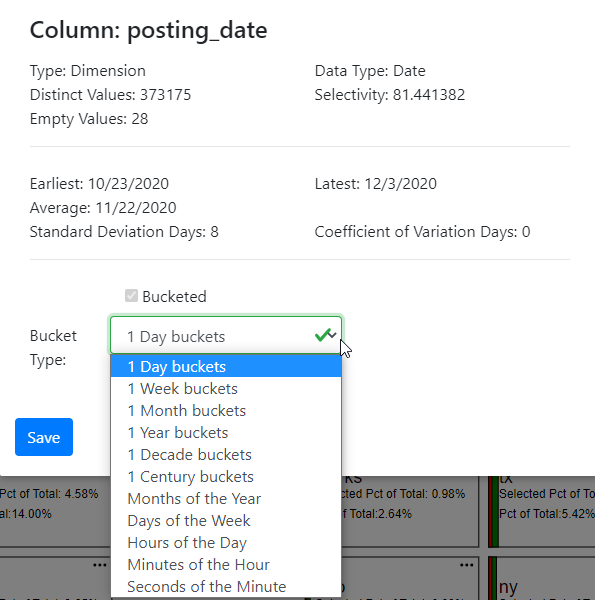 Column: posting_date
Type: Dimension
Data Type: Date
Distinct Values: 373175
Selectivity: 81.441382
Empty Values: 28
Earliest: 10/23/2020
Latest: 12/3/2020
Average: 11/22/2020
Standard Deviation Days: 8
Coefficient of Variation Days: 0
Bucketed
Bucket
Type:
1 Day buckets
1 Day buckets
1 Week buckets
1 Month buckets
1 Year buckets
1 Decade buckets
1 Century buckets
Months of the Year
Days of the Week
Hours of the Day
Minutes of the Hour
Seconds of the Minute
Save
tx
Pct of Total: 4.58%
cted Pct of Total: 0.98%
Selected Pct of To
al:14.00%
f Total:2.64%
Pct of Total:5.42%
ny